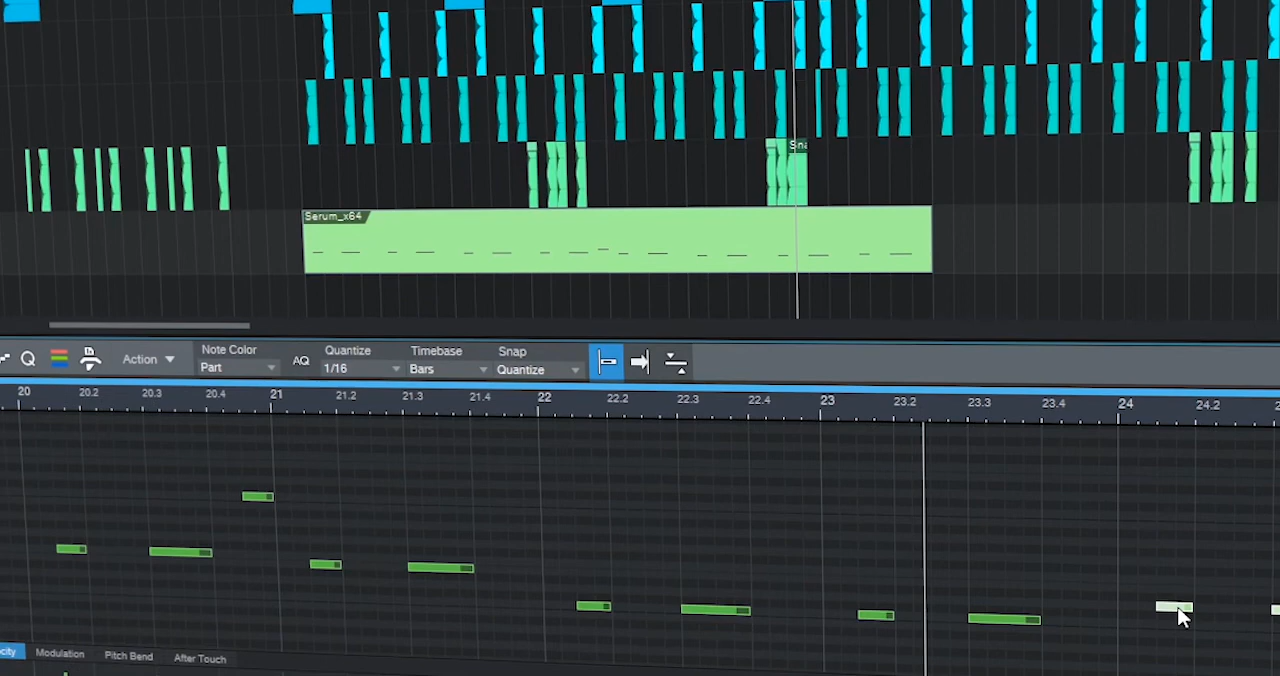 Sna
Serum_x64
Q
Action
Note Color
Part
AQ
Quantize
1/16
Timebase
Bars
Snap
Quantize
20 20.2 20.3 20.4 21 21.2 21.3 21.4 22 22.2 22.3 22.4 23 23.2 23.3 23.4 24 24.2
ocity Modulation Pitch Bend After Touch